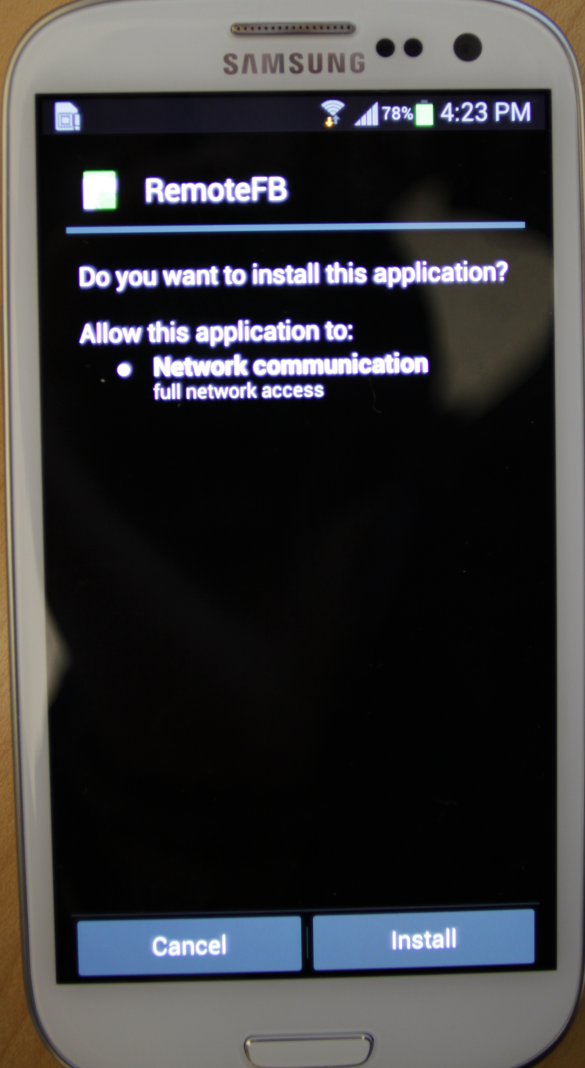 SAMSUNG
78% 4:23 PM
RemoteFB
Do you want to install this application?
Allow this application to:
Network communication
full network access
Cancel Install